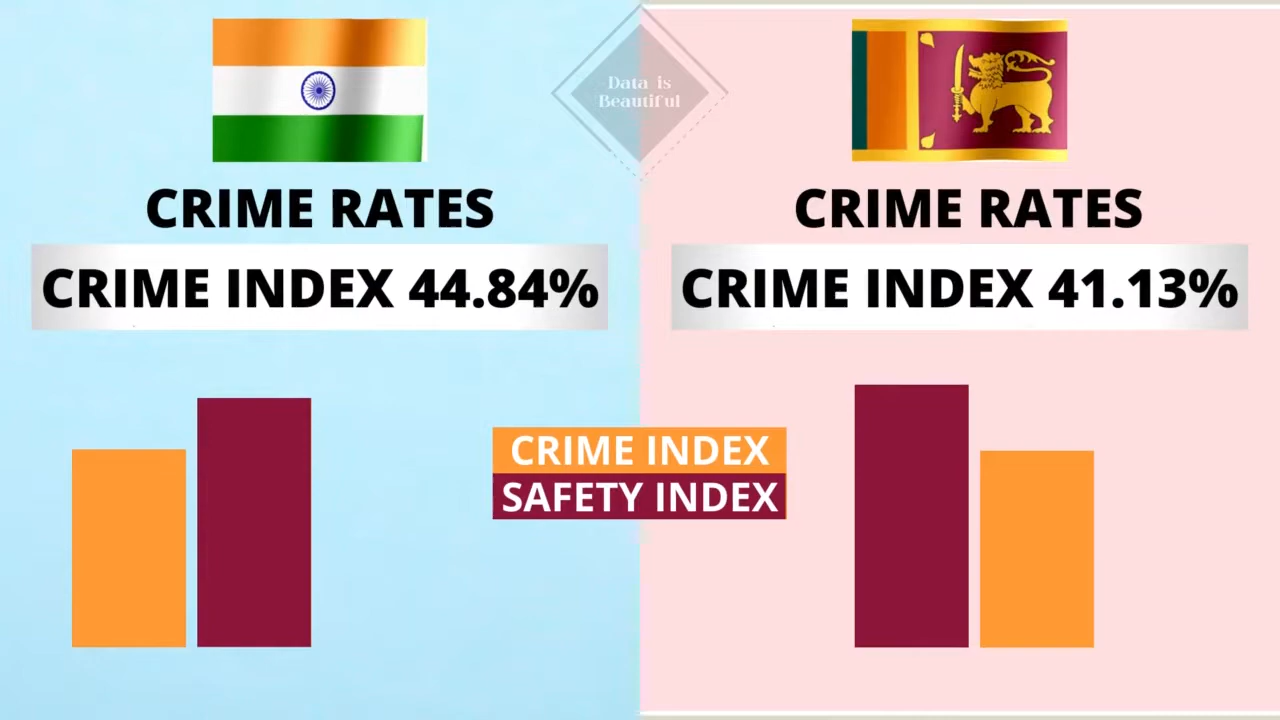 Data is
Beautiful
CRIME RATES
CRIME INDEX 44.84%
CRIME RATES
CRIME INDEX 41.13%
CRIME INDEX
SAFETY INDEX